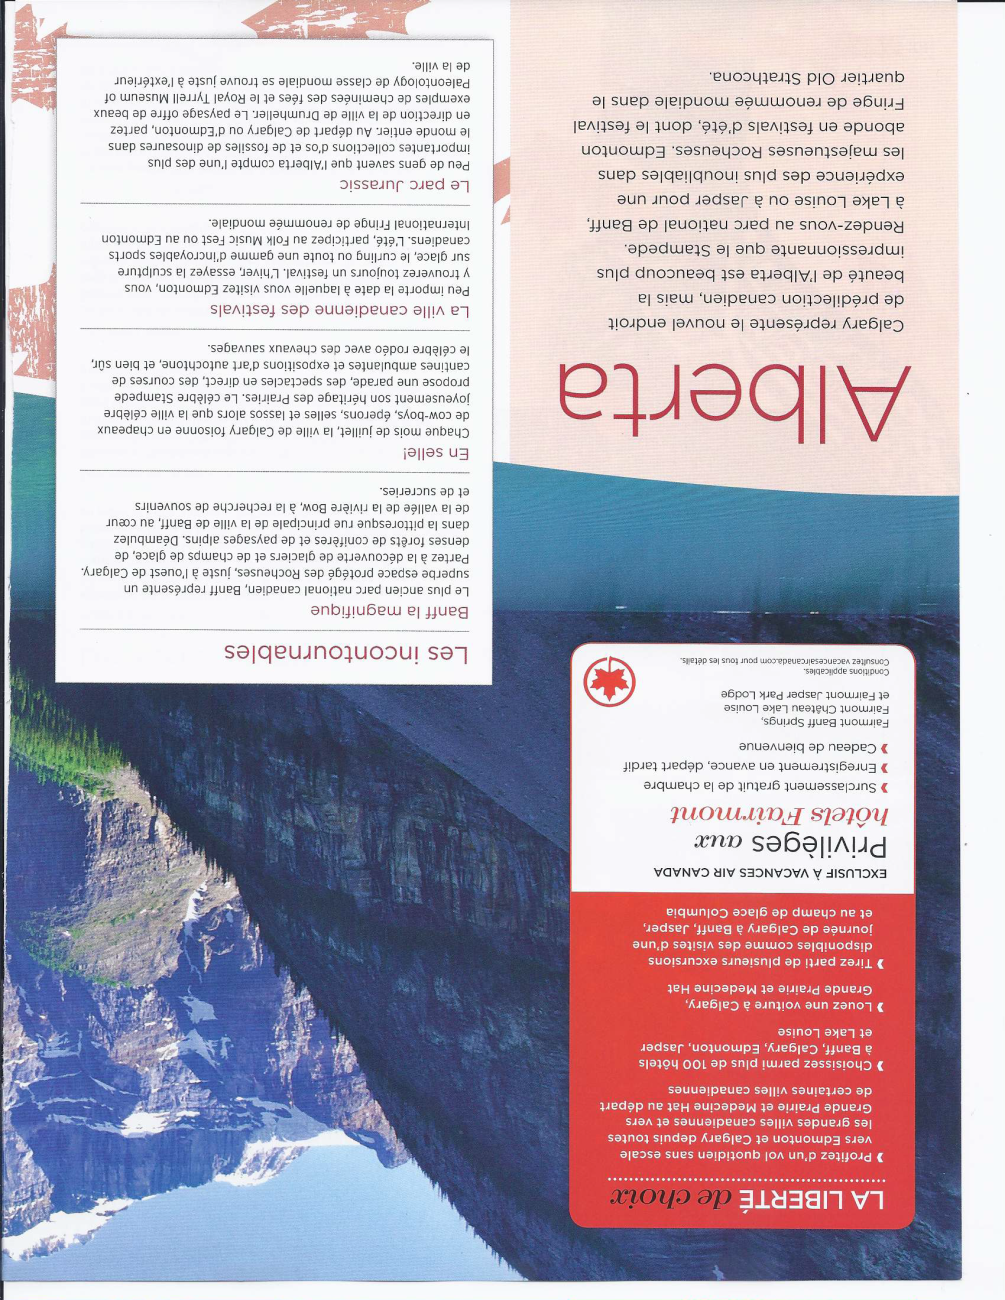 LA LIBERTÉ de choix
❯ Profitez d'un vol quotidien sans escale
vers Edmonton et Calgary depuis toutes
les grandes villes canadiennes et vers
Grande Prairie et Medecine Hat au départ
de certaines villes canadiennes
❯ Choisissez parmi plus de 100 hôtels
à Banff, Calgary, Edmonton, Jasper
et Lake Louise
❯ Louez une voiture à Calgary,
Grande Prairie et Medecine Hat
❯ Tirez parti de plusieurs excursions
disponibles comme des visites d'une
journée de Calgary à Banff, Jasper,
et au champ de glace Columbia
EXCLUSIF À VACANCES AIR CANADA
Privilèges aux
hôtels Fairmont
❯ Surclassement gratuit de la chambre
❯ Enregistrement en avance, départ tardif
❯ Cadeau de bienvenue
Fairmont Banff Springs,
Fairmont Château Lake Louise
et Fairmont Jasper Park Lodge
Conditions applicables.
Consultez vacancesaircanada.com pour tous les détails.
Alberta
Calgary représente le nouvel endroit
de prédilection canadien, mais la
beauté de l'Alberta est beaucoup plus
impressionnante que le Stampede.
Rendez-vous au parc national de Banff,
à Lake Louise ou à Jasper pour une
expérience des plus inoubliables dans
les majestueuses Rocheuses. Edmonton
abonde en festivals d'été, dont le festival
Fringe de renommée mondiale dans le
quartier Old Strathcona.
Les incontournables
Banff la magnifique
Le plus ancien parc national canadien, Banff représente un
superbe espace protégé des Rocheuses, juste à l'ouest de Calgary.
Partez à la découverte de glaciers et de champs de glace, de
denses forêts de conifères et de paysages alpins. Déambulez
dans la pittoresque rue principale de la ville de Banff, au cœur
de la vallée de la rivière Bow, à la recherche de souvenirs
et de sucreries.
En selle!
Chaque mois de juillet, la ville de Calgary foisonne en chapeaux
de cow-boys, éperons, selles et lassos alors que la ville célèbre
joyeusement son héritage des Prairies. Le célèbre Stampede
propose une parade, des spectacles en direct, des courses de
cantines ambulantes et expositions d'art autochtone, et bien sûr,
le célèbre rodéo avec des chevaux sauvages.
La ville canadienne des festivals
Peu importe la date à laquelle vous visitez Edmonton, vous
y trouverez toujours un festival. L'hiver, essayez la sculpture
sur glace, le curling ou toute une gamme d'incroyables sports
canadiens. L'été, participez au Folk Music Fest ou au Edmonton
International Fringe de renommée mondiale.
Le parc Jurassic
Peu de gens savent que l'Alberta compte l'une des plus
importantes collections d'os et de fossiles de dinosaures dans
le monde entier. Au départ de Calgary ou d'Edmonton, partez
en direction de la ville de Drumheller. Le paysage offre de beaux
exemples de cheminées des fées et le Royal Tyrrell Museum of
Paleontology de classe mondiale se trouve juste à l'extérieur
de la ville.